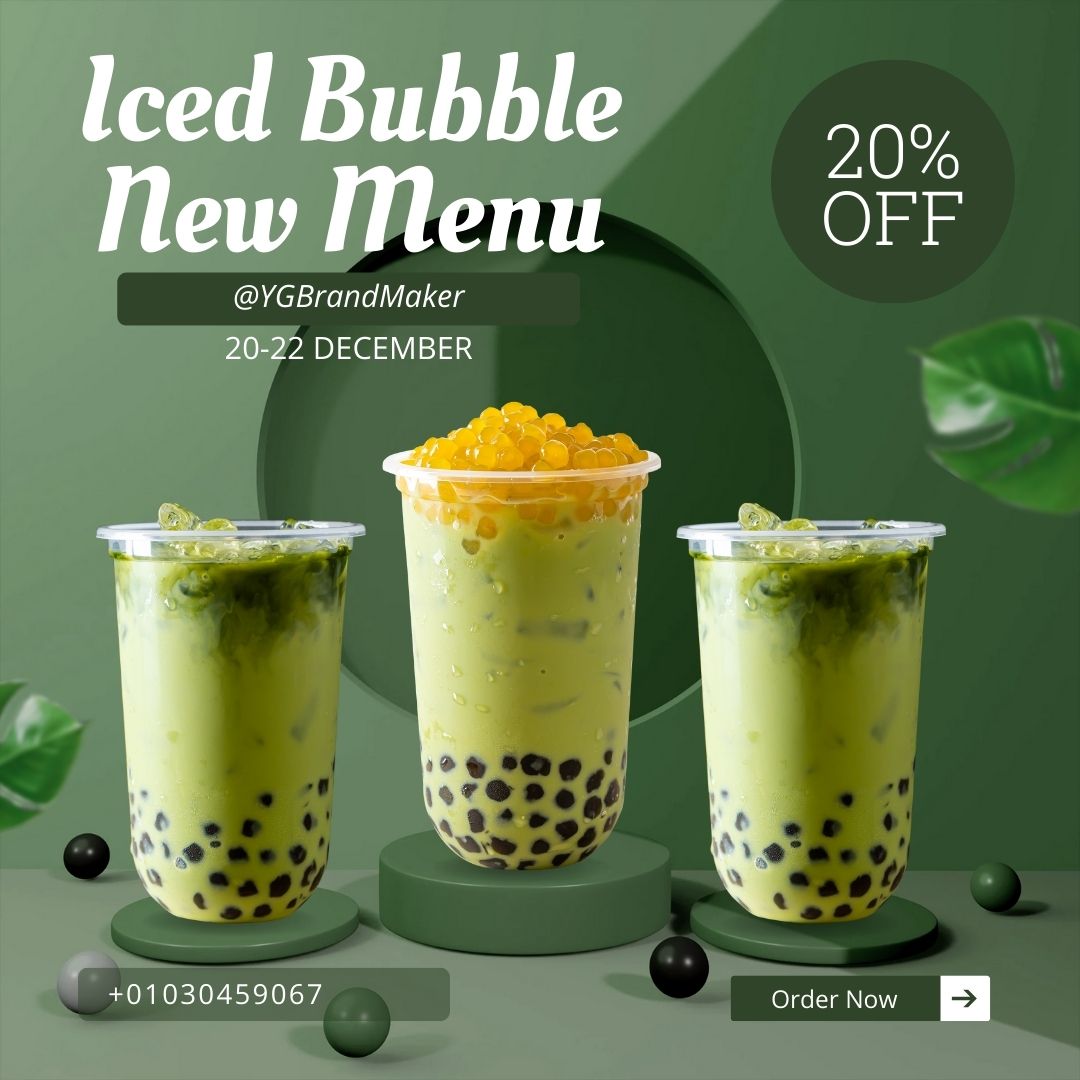 Iced Bubble
New Menu
20%
OFF
@YGBrandMaker
20-22 DECEMBER
+01030459067
Order Now